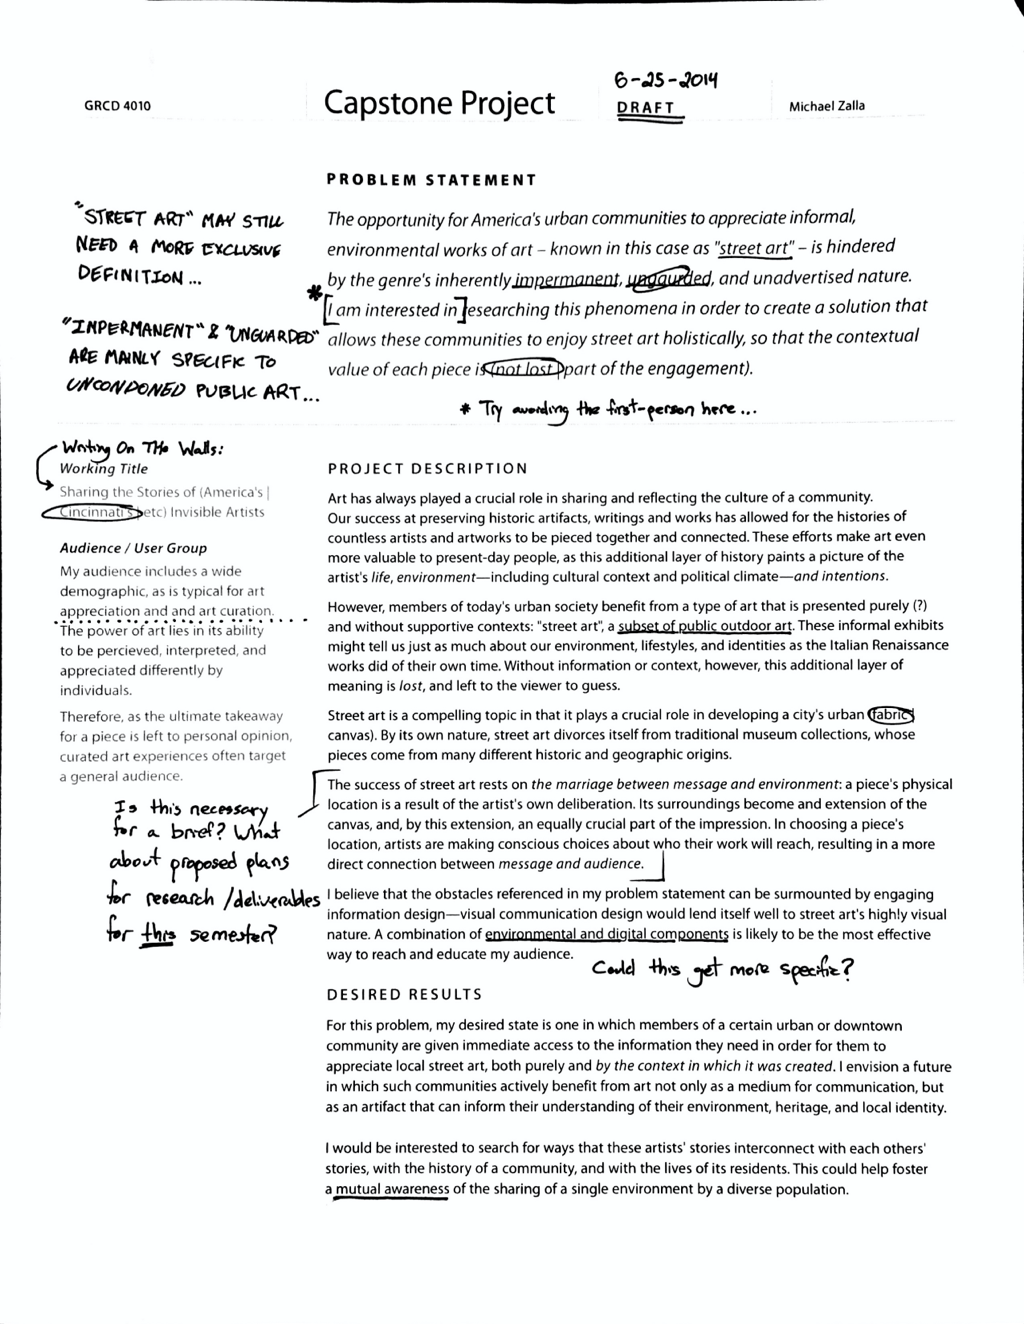 6-25-2014
GRCD 4010
Capstone Project
DRAFT
Michael Zalla
PROBLEM STATEMENT
"STREET ART" MAY STILL
NEED A MORE EXCLUSIVE
DEFINITION...
The opportunity for America's urban communities to appreciate informal,
environmental works of art – known in this case as "street art" – is hindered
by the genre's inherently impermanent, ungaurded, and unadvertised nature.
* [I am interested in] researching this phenomena in order to create a solution that
allows these communities to enjoy street art holistically, so that the contextual
value of each piece is (not lost) part of the engagement).
"IMPERMANENT" & "UNGUARDED"
ARE MAINLY SPECIFIC TO
UNCONDONED PUBLIC ART...
* Try avoiding the first-person here...
Writing On The Walls:
Working Title
Sharing the Stories of (America's |
Cincinnati's etc) Invisible Artists
Audience / User Group
My audience includes a wide
demographic, as is typical for art
appreciation and and art curation.
The power of art lies in its ability
to be percieved, interpreted, and
appreciated differently by
individuals.
Therefore, as the ultimate takeaway
for a piece is left to personal opinion,
curated art experiences often target
a general audience.
Is this necessary
for a brief? What
about proposed plans
for research/deliverables
for this semester?
PROJECT DESCRIPTION
Art has always played a crucial role in sharing and reflecting the culture of a community.
Our success at preserving historic artifacts, writings and works has allowed for the histories of
countless artists and artworks to be pieced together and connected. These efforts make art even
more valuable to present-day people, as this additional layer of history paints a picture of the
artist's life, environment—including cultural context and political climate—and intentions.
However, members of today's urban society benefit from a type of art that is presented purely (?)
and without supportive contexts: "street art", a subset of public outdoor art. These informal exhibits
might tell us just as much about our environment, lifestyles, and identities as the Italian Renaissance
works did of their own time. Without information or context, however, this additional layer of
meaning is lost, and left to the viewer to guess.
Street art is a compelling topic in that it plays a crucial role in developing a city's urban (fabric)
canvas). By its own nature, street art divorces itself from traditional museum collections, whose
pieces come from many different historic and geographic origins.
The success of street art rests on the marriage between message and environment: a piece's physical
location is a result of the artist's own deliberation. Its surroundings become and extension of the
canvas, and, by this extension, an equally crucial part of the impression. In choosing a piece's
location, artists are making conscious choices about who their work will reach, resulting in a more
direct connection between message and audience.
I believe that the obstacles referenced in my problem statement can be surmounted by engaging
information design—visual communication design would lend itself well to street art's highly visual
nature. A combination of environmental and digital components is likely to be the most effective
way to reach and educate my audience.
Could this get more specific?
DESIRED RESULTS
For this problem, my desired state is one in which members of a certain urban or downtown
community are given immediate access to the information they need in order for them to
appreciate local street art, both purely and by the context in which it was created. I envision a future
in which such communities actively benefit from art not only as a medium for communication, but
as an artifact that can inform their understanding of their environment, heritage, and local identity.
I would be interested to search for ways that these artists' stories interconnect with each others'
stories, with the history of a community, and with the lives of its residents. This could help foster
a mutual awareness of the sharing of a single environment by a diverse population.